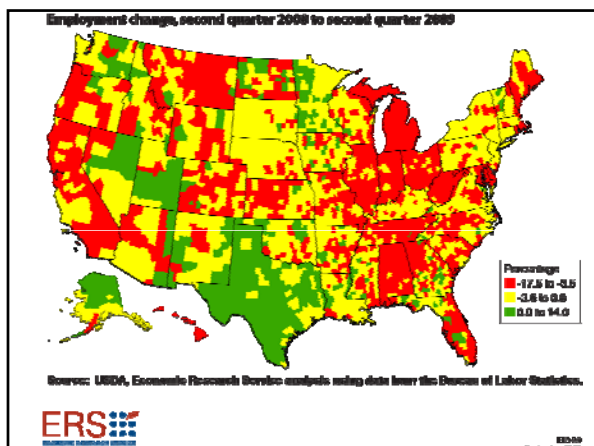 Employment change, second quarter 2008 to second quarter 2009
Percentage
-17.5 to -3.5
-3.5 to 0.0
0.0 to 14.0
Source: USDA, Economic Research Service analysis using data from the Bureau of Labor Statistics.
ERS